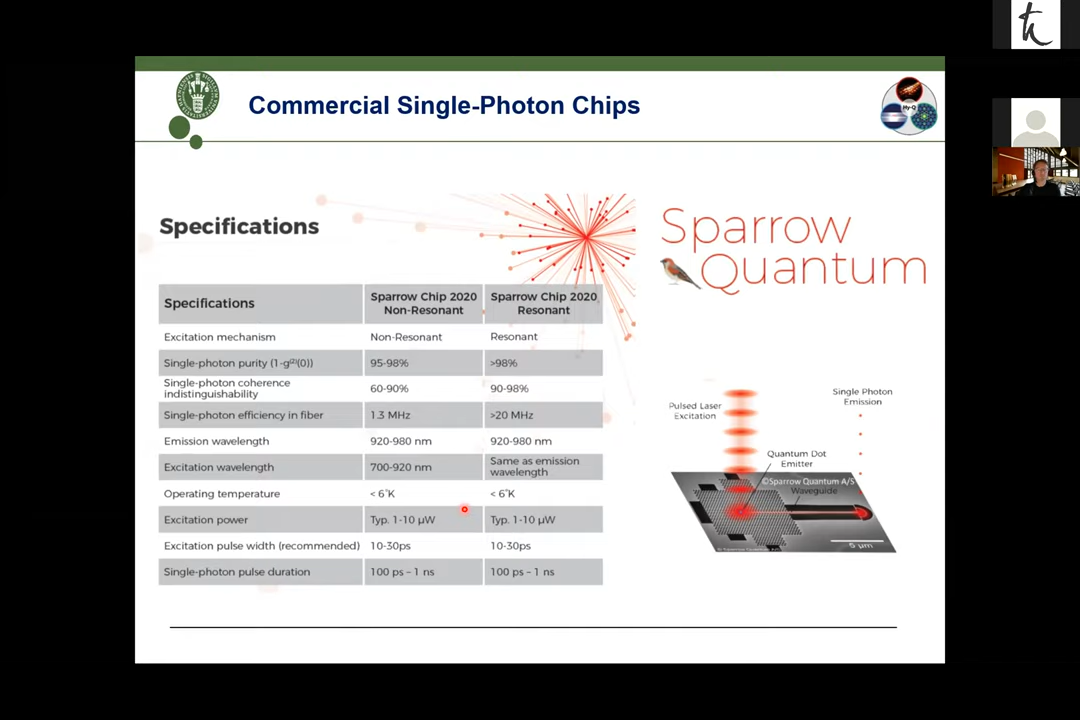 Commercial Single-Photon Chips
Hy-Q
Specifications
Sparrow
Quantum
Specifications
Sparrow Chip 2020
Non-Resonant
Sparrow Chip 2020
Resonant
Excitation mechanism
Non-Resonant
Resonant
Single-photon purity (1-g⁽²⁾(0))
95-98%
>98%
Single-photon coherence
indistinguishability
60-90%
90-98%
Single-photon efficiency in fiber
1.3 MHz
>20 MHz
Emission wavelength
920-980 nm
920-980 nm
Excitation wavelength
700-920 nm
Same as emission
wavelength
Operating temperature
< 6˚K
< 6˚K
Excitation power
Typ. 1-10 µW
Typ. 1-10 µW
Excitation pulse width (recommended)
10-30ps
10-30ps
Single-photon pulse duration
100 ps – 1 ns
100 ps – 1 ns
Pulsed Laser
Excitation
Single Photon
Emission
Quantum Dot
Emitter
©Sparrow Quantum A/S
Waveguide
5 µm
© Sparrow Quantum A/S